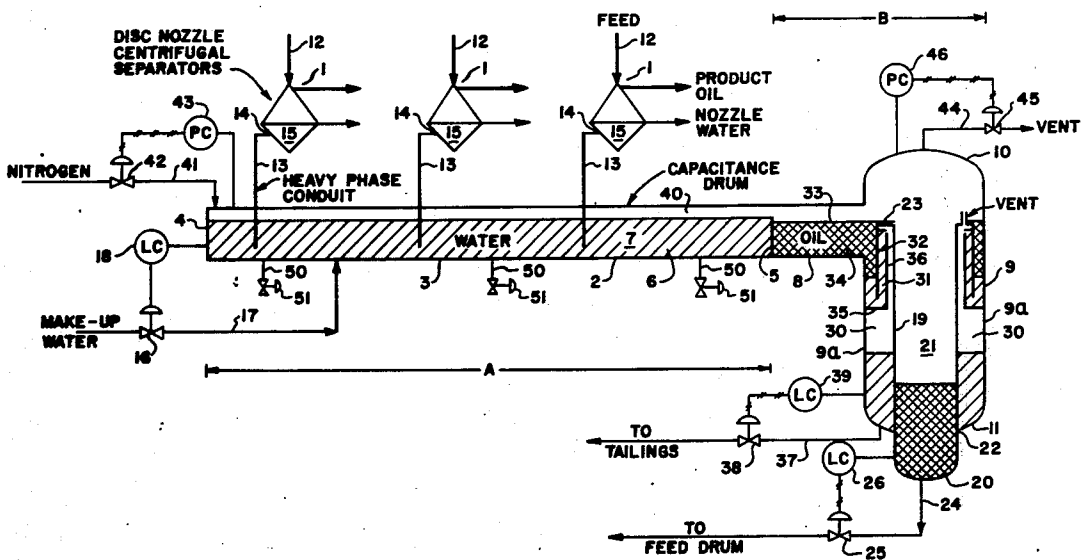 B
FEED
DISC NOZZLE
CENTRIFUGAL
SEPARATORS
12
12
12
1
1
1
46
PC
PRODUCT
OIL
NOZZLE
WATER
43
PC
14
14
14
15
15
15
44
45
VENT
10
NITROGEN
42
41
13
13
13
HEAVY PHASE
CONDUIT
CAPACITANCE
DRUM
40
33
23
VENT
4
18
LC
WATER
7
OIL
32
36
31
9
50
51
3
50
51
2
6
50
51
5
8
34
35
19
9a
MAKE-UP
WATER
16
17
30
21
30
9a
A
39
LC
11
22
TO
TAILINGS
38
37
LC
26
20
24
TO
FEED DRUM
25